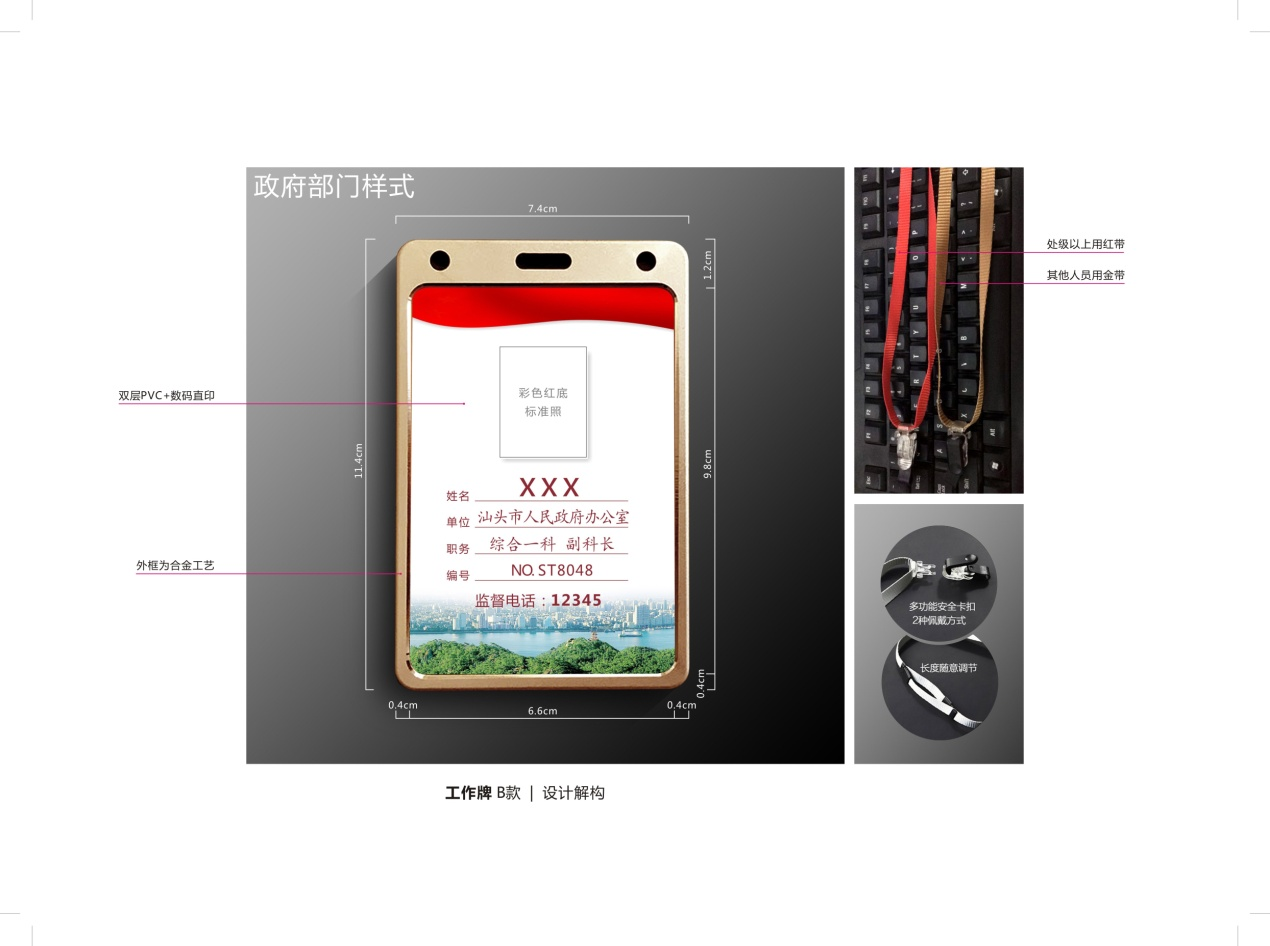 政府部门样式
7.4cm
1.2cm
处级以上用红带
其他人员用金带
彩色红底
标准照
双层PVC+数码直印
11.4cm
9.8cm
姓名 XXX
单位 汕头市人民政府办公室
职务 综合一科 副科长
编号 NO. ST8048
监督电话：12345
外框为合金工艺
多功能安全卡扣
2种佩戴方式
长度随意调节
0.4cm
0.4cm
6.6cm
0.4cm
工作牌 B款 | 设计解构